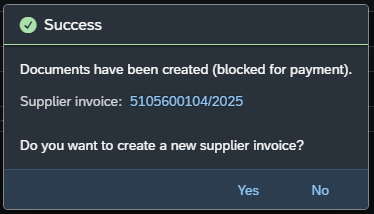 Success
Documents have been created (blocked for payment).
Supplier invoice: 5105600104/2025
Do you want to create a new supplier invoice?
Yes No